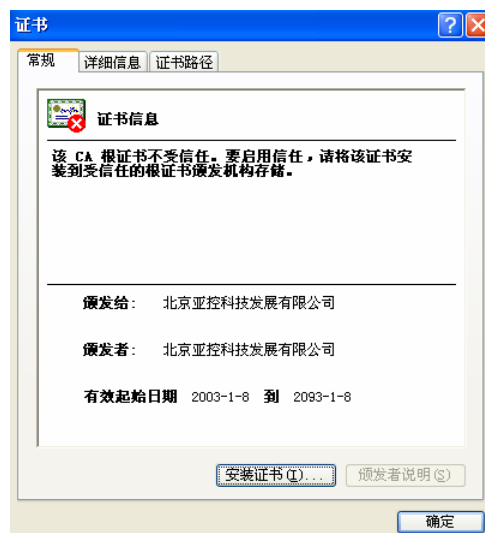 证书
常规 详细信息 证书路径
证书信息
该 CA 根证书不受信任。要启用信任，请将该证书安
装到受信任的根证书颁发机构存储。
颁发给： 北京亚控科技发展有限公司
颁发者： 北京亚控科技发展有限公司
有效起始日期 2003-1-8 到 2093-1-8
安装证书(I)... 颁发者说明(S)
确定